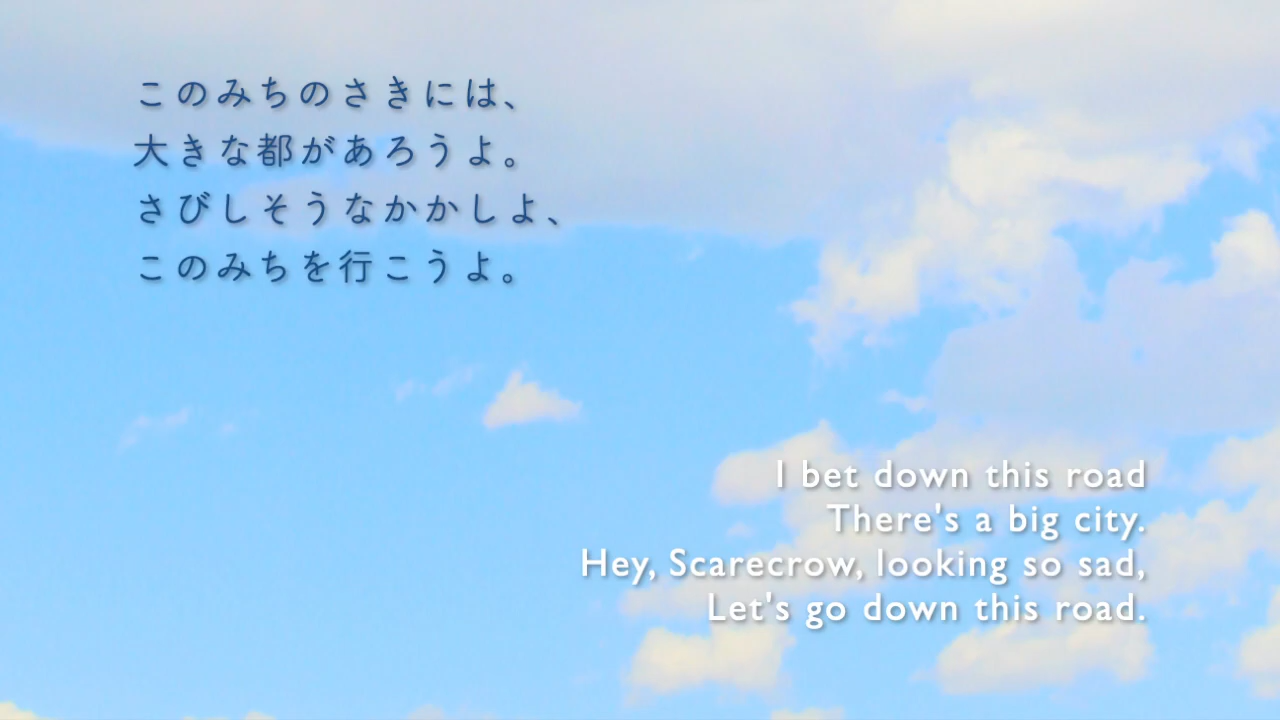 このみちのさきには、
大きな都があろうよ。
さびしそうなかかしよ、
このみちを行こうよ。
I bet down this road
There's a big city.
Hey, Scarecrow, looking so sad,
Let's go down this road.